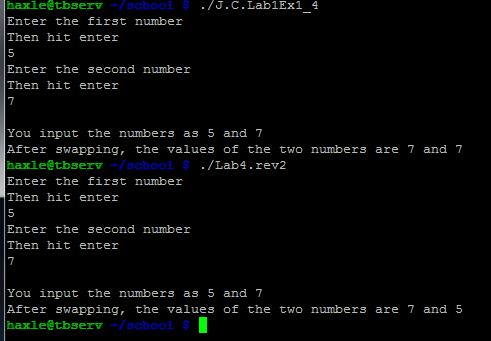 haxle@tbserv ~/school $ ./J.C.Lab1Ex1_4
Enter the first number
Then hit enter
5
Enter the second number
Then hit enter
7
You input the numbers as 5 and 7
After swapping, the values of the two numbers are 7 and 7
haxle@tbserv ~/school $ ./Lab4.rev2
Enter the first number
Then hit enter
5
Enter the second number
Then hit enter
7
You input the numbers as 5 and 7
After swapping, the values of the two numbers are 7 and 5
haxle@tbserv ~/school $